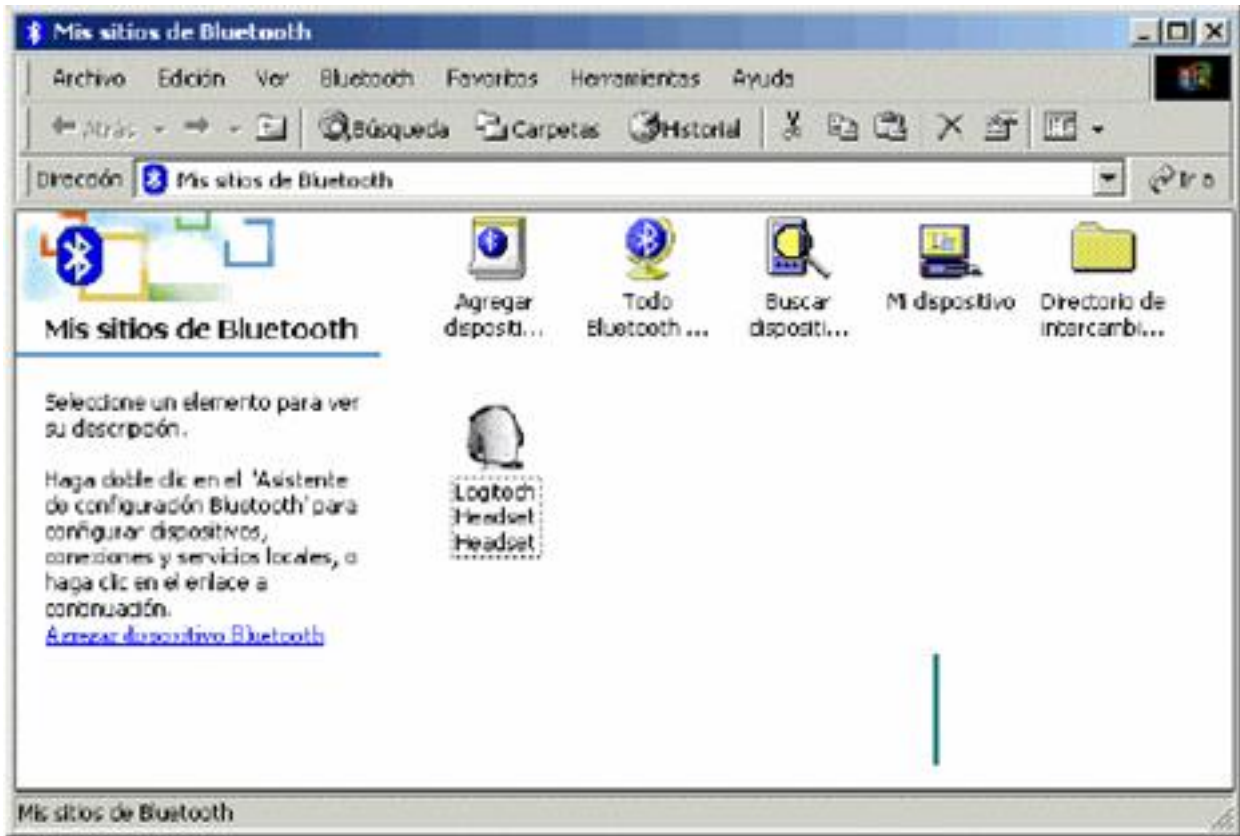 Mis sitios de Bluetooth
Archivo Edición Ver Bluetooth Favoritos Herramientas Ayuda
Atrás Búsqueda Carpetas Historial
Dirección Mis sitios de Bluetooth Ir a
Mis sitios de Bluetooth
Seleccione un elemento para ver
su descripción.
Haga doble clic en el 'Asistente
de configuración Bluetooth' para
configurar dispositivos,
conexiones y servicios locales, o
haga clic en el enlace a
continuación.
Agregar dispositivo Bluetooth
Agregar
dispositi...
Todo
Bluetooth ...
Buscar
dispositi...
Mi dispositivo
Directorio de
intercambi...
Logitech
Headset
Headset
Mis sitios de Bluetooth